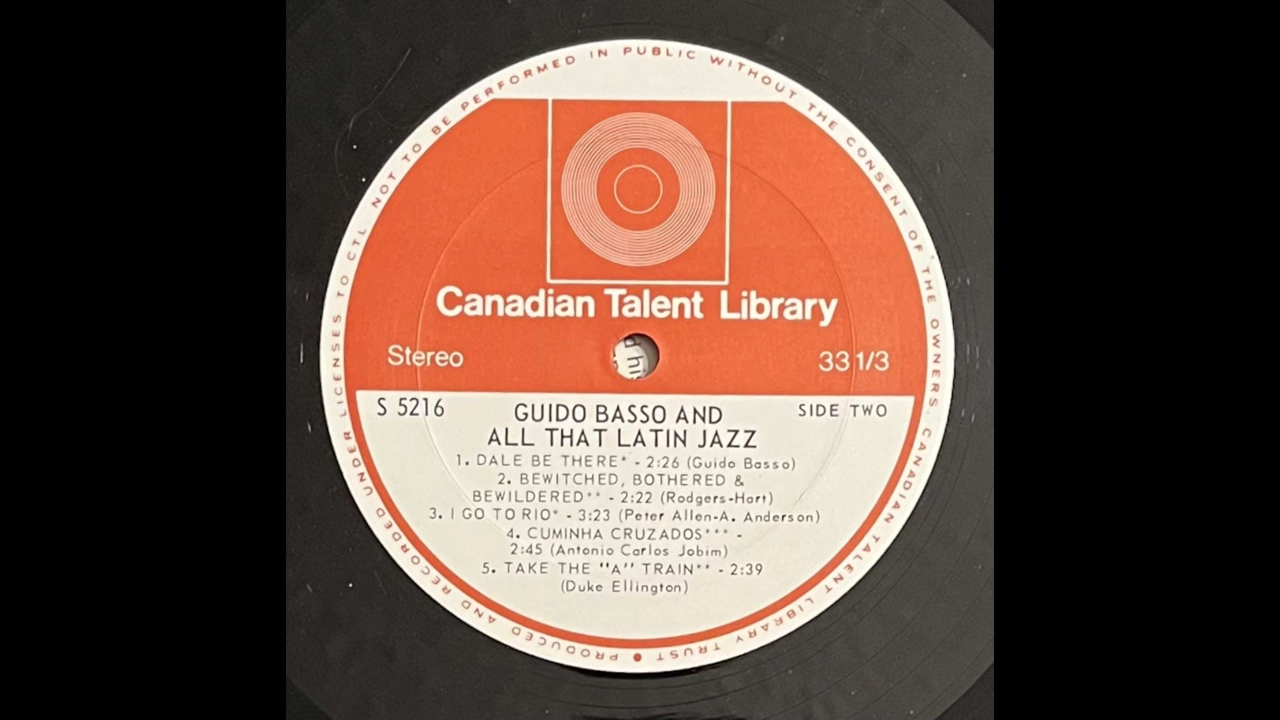 PRODUCED AND RECORDED UNDER LICENSES TO CTL NOT TO BE PERFORMED IN PUBLIC WITHOUT THE CONSENT OF THE OWNERS. CANADIAN TALENT LIBRARY TRUST •
Canadian Talent Library
d his
Stereo
33 1/3
S 5216
GUIDO BASSO AND
SIDE TWO
ALL THAT LATIN JAZZ
1. DALE BE THERE* - 2:26 (Guido Basso)
2. BEWITCHED, BOTHERED &
BEWILDERED** - 2:22 (Rodgers-Hart)
3. I GO TO RIO* - 3:23 (Peter Allen-A. Anderson)
4. CUMINHA CRUZADOS*** -
2:45 (Antonio Carlos Jobim)
5. TAKE THE "A" TRAIN** - 2:39
(Duke Ellington)